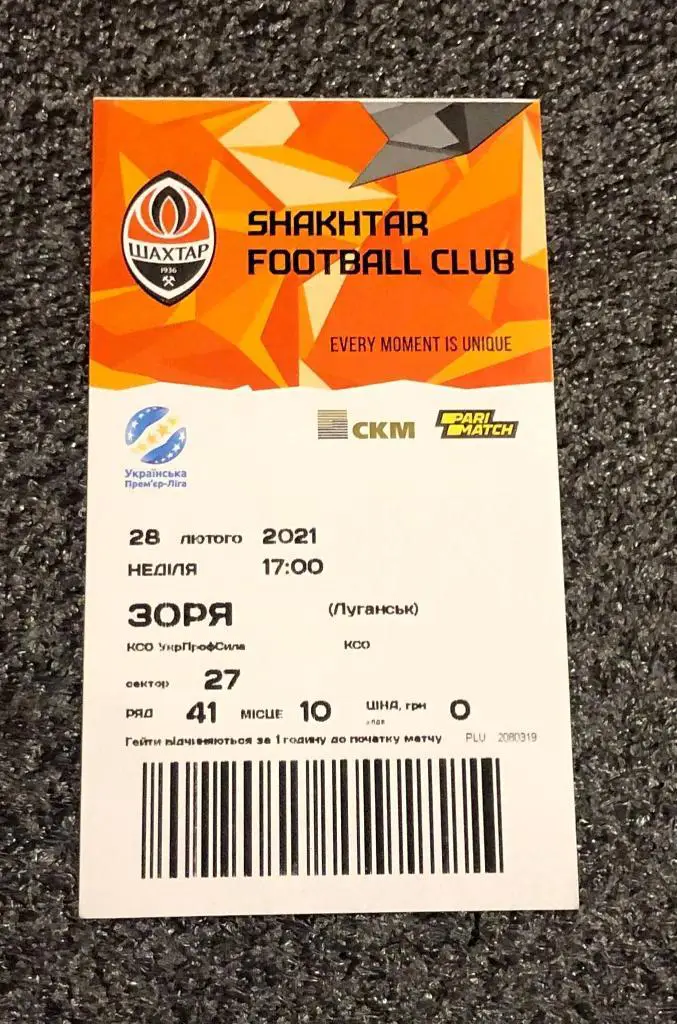 ШАХТАР
1936
SHAKHTAR
FOOTBALL CLUB
EVERY MOMENT IS UNIQUE
Українська
Прем'єр-Ліга
СКМ
PARI
MATCH
28 лютого 2021
НЕДІЛЯ 17:00
ЗОРЯ (Луганськ)
КСО УкрПрофСила КСО
сектор 27
РЯД 41 МІСЦЕ 10 ЦІНА, грн 0
з пдв
Гейти відчиняються за 1 годину до початку матчу PLU 2080319